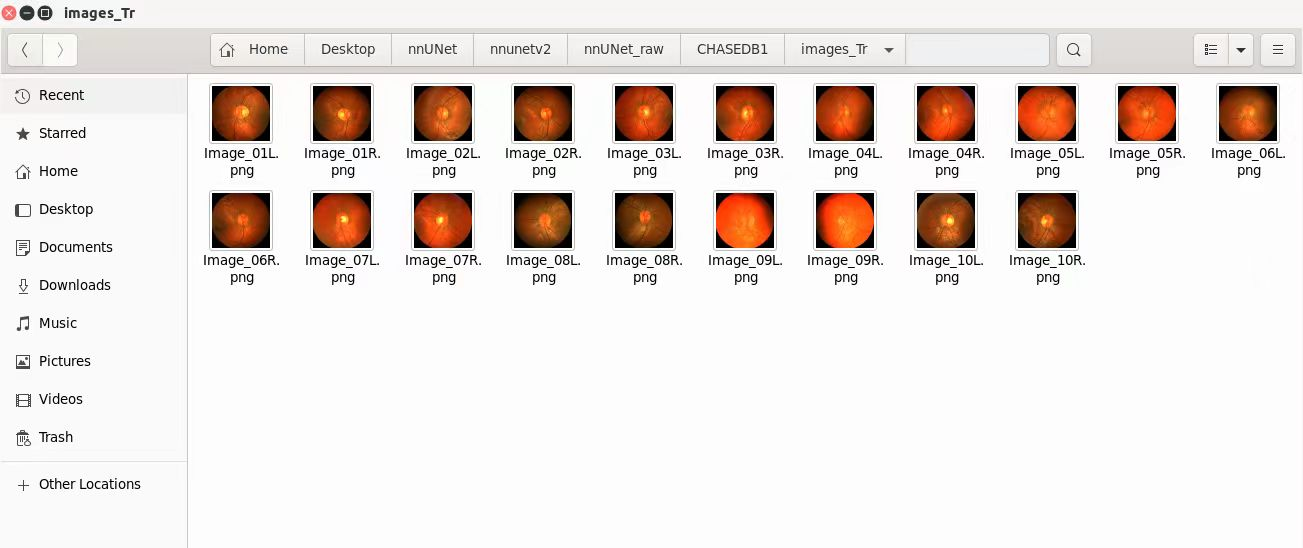 images_Tr
Home Desktop nnUNet nnunetv2 nnUNet_raw CHASEDB1 images_Tr
Recent
Starred
Home
Desktop
Documents
Downloads
Music
Pictures
Videos
Trash
Other Locations
Image_01L. Image_01R. Image_02L. Image_02R. Image_03L. Image_03R. Image_04L. Image_04R. Image_05L. Image_05R. Image_06L.
png png png png png png png png png png png
Image_06R. Image_07L. Image_07R. Image_08L. Image_08R. Image_09L. Image_09R. Image_10L. Image_10R.
png png png png png png png png png